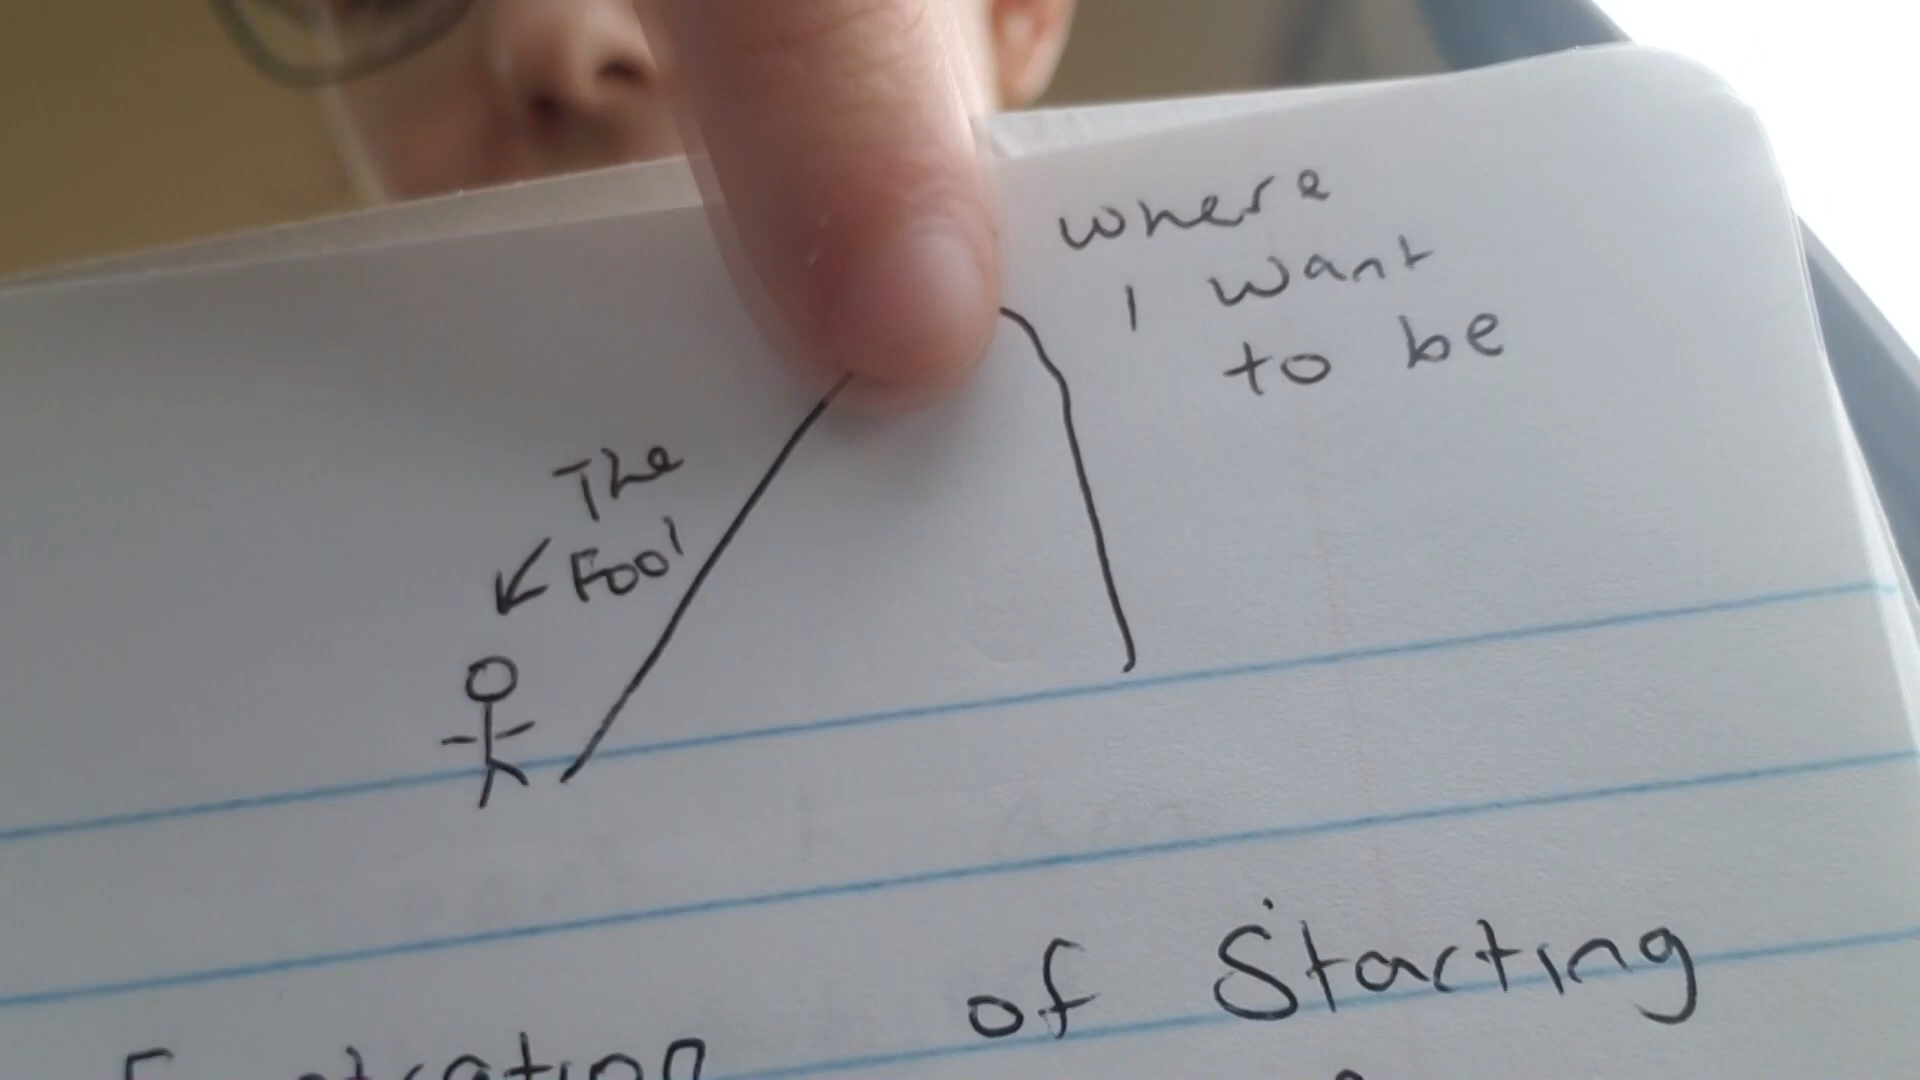 where
I want
to be
The
Fool
of Starting